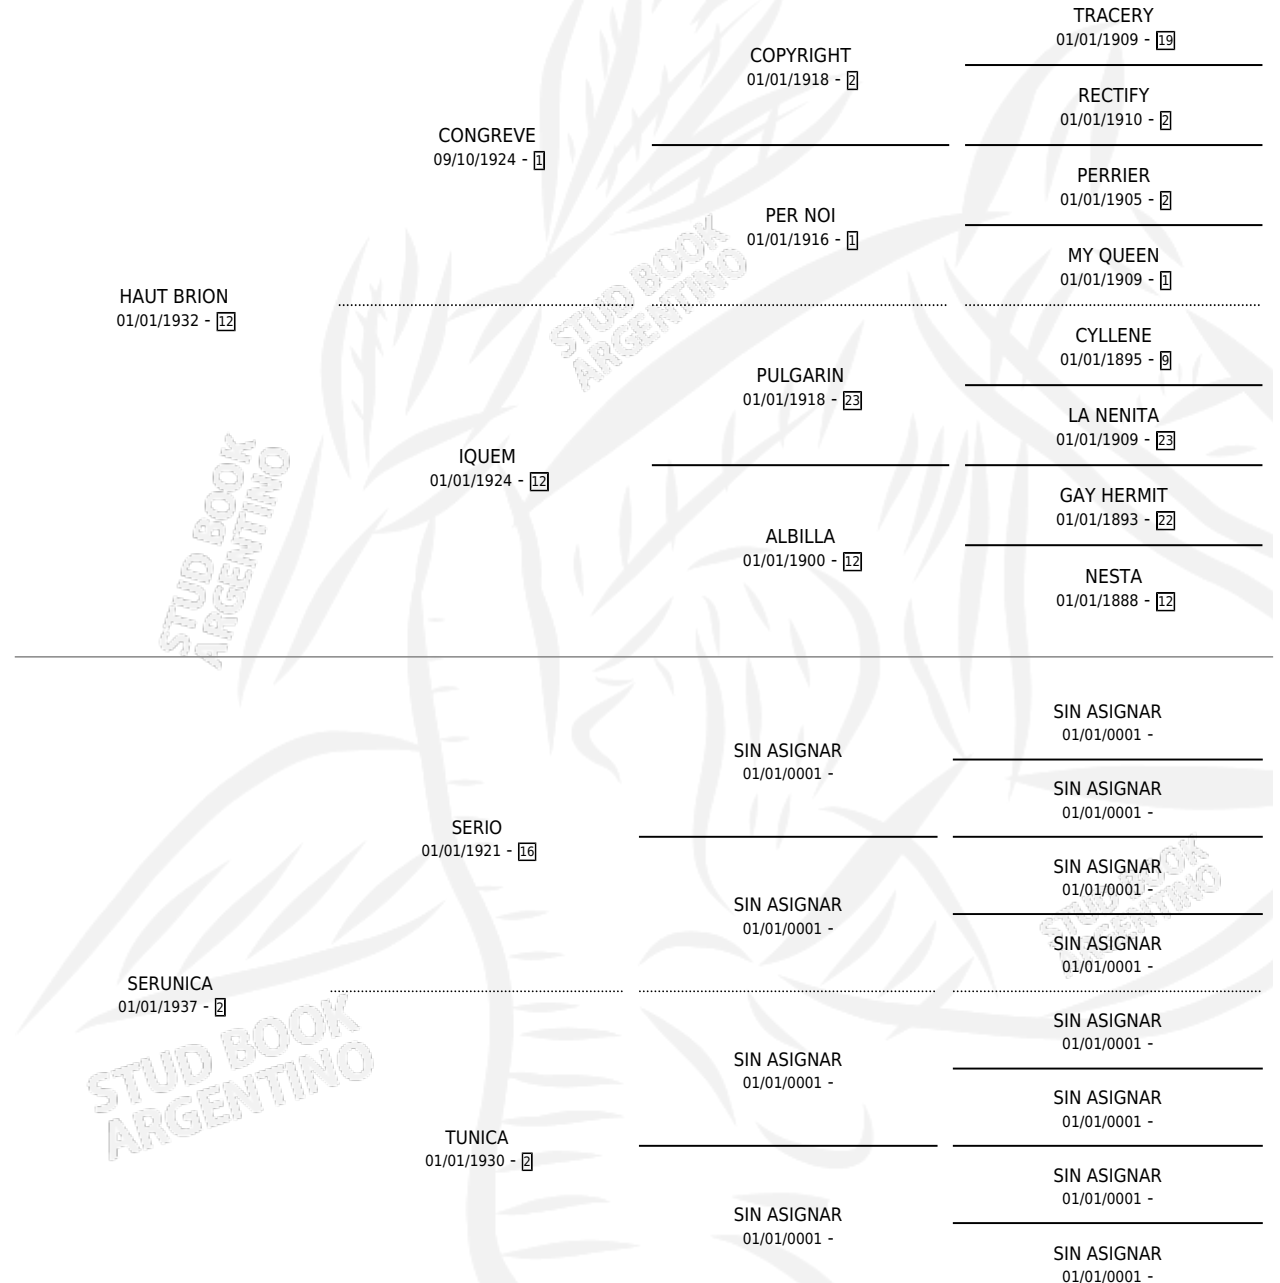 TRACERY
01/01/1909 - 19
COPYRIGHT
01/01/1918 - 2
RECTIFY
01/01/1910 - 2
CONGREVE
09/10/1924 - 1
PERRIER
01/01/1905 - 2
PER NOI
01/01/1916 - 1
MY QUEEN
01/01/1909 - 1
HAUT BRION
01/01/1932 - 12
CYLLENE
01/01/1895 - 9
PULGARIN
01/01/1918 - 23
LA NENITA
01/01/1909 - 23
IQUEM
01/01/1924 - 12
GAY HERMIT
01/01/1893 - 22
ALBILLA
01/01/1900 - 12
NESTA
01/01/1888 - 12
STUD BOOK
ARGENTINO
STUD BOOK
ARGENTINO
SIN ASIGNAR
01/01/0001 -
SIN ASIGNAR
01/01/0001 -
SIN ASIGNAR
01/01/0001 -
SERIO
01/01/1921 - 16
SIN ASIGNAR
01/01/0001 -
SIN ASIGNAR
01/01/0001 -
SIN ASIGNAR
01/01/0001 -
STUD BOOK
ARGENTINO
SERUNICA
01/01/1937 - 2
SIN ASIGNAR
01/01/0001 -
SIN ASIGNAR
01/01/0001 -
SIN ASIGNAR
01/01/0001 -
STUD BOOK
ARGENTINO
TUNICA
01/01/1930 - 2
SIN ASIGNAR
01/01/0001 -
SIN ASIGNAR
01/01/0001 -
SIN ASIGNAR
01/01/0001 -